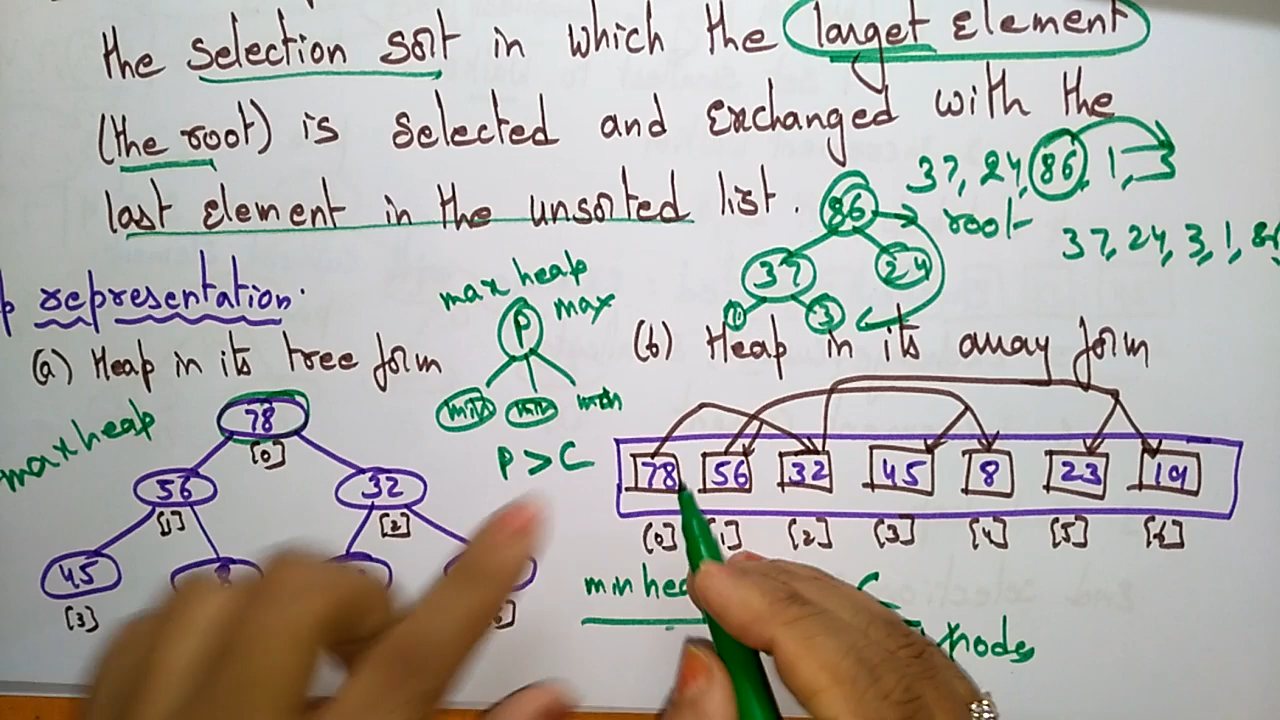 the selection sort in which the larget element
(the root) is selected and exchanged with the
last element in the unsorted list.
37, 24, 86, 1, 3
86 root
37 24
1 3
37, 24, 3, 1, 86
representation.
max heap
P max
min min min
P > C
(a) Heap in its tree form
(b) Heap in its array form
max heap
78
[0]
56 32
[1] [2]
45
[3]
78 56 32 45 8 23 19
[0] [1] [2] [3] [4] [5] [6]
min
C
node